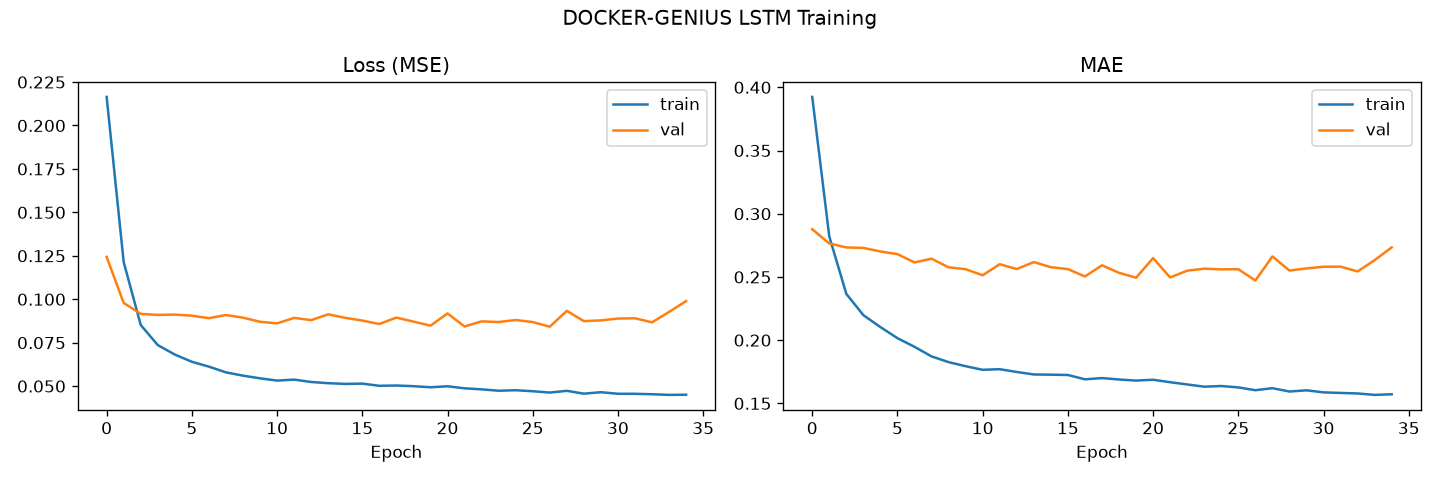 DOCKER-GENIUS LSTM Training
Loss (MSE)
0.225
0.200
0.175
0.150
0.125
0.100
0.075
0.050
train
val
0 5 10 15 20 25 30 35
Epoch
MAE
0.40
0.35
0.30
0.25
0.20
0.15
train
val
0 5 10 15 20 25 30 35
Epoch